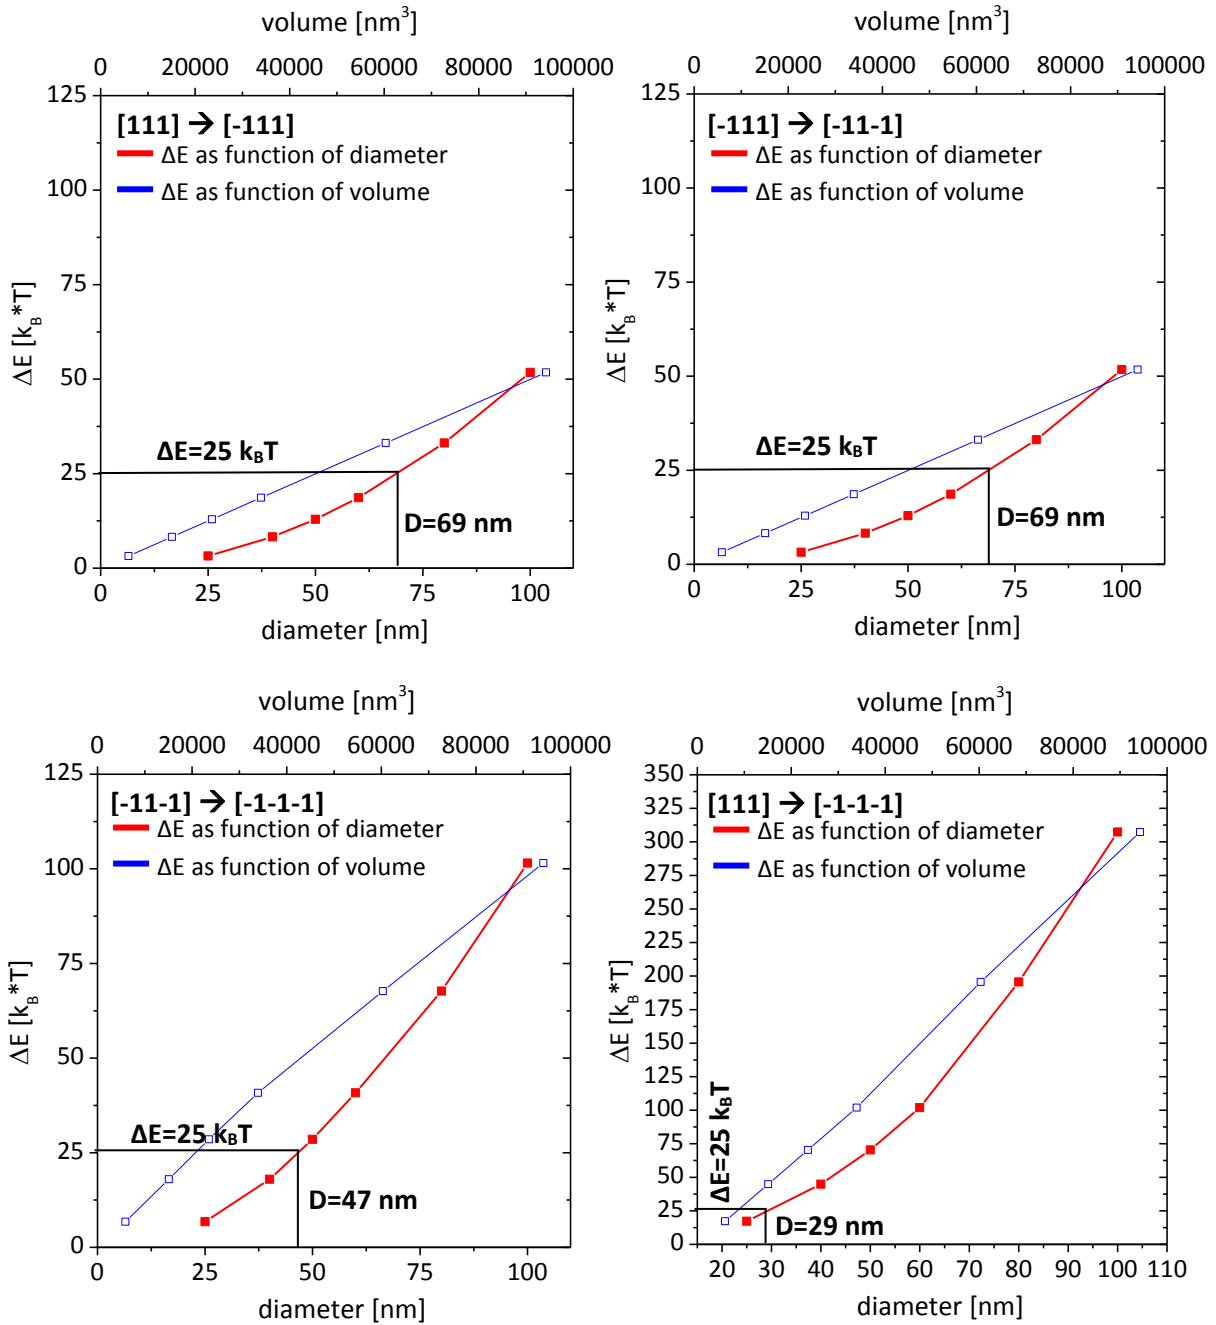 volume [nm³]
0 20000 40000 60000 80000 100000
125
100
75
50
25
0
ΔE [k_B*T]
[111] → [-111]
ΔE as function of diameter
ΔE as function of volume
ΔE=25 k_BT
D=69 nm
0 25 50 75 100
diameter [nm]
volume [nm³]
0 20000 40000 60000 80000 100000
125
100
75
50
25
0
ΔE [k_B*T]
[-111] → [-11-1]
ΔE as function of diameter
ΔE as function of volume
ΔE=25 k_BT
D=69 nm
0 25 50 75 100
diameter [nm]
volume [nm³]
0 20000 40000 60000 80000 100000
125
100
75
50
25
0
ΔE [k_B*T]
[-11-1] → [-1-1-1]
ΔE as function of diameter
ΔE as function of volume
ΔE=25 k_BT
D=47 nm
0 25 50 75 100
diameter [nm]
volume [nm³]
0 20000 40000 60000 80000 100000
350
325
300
275
250
225
200
175
150
125
100
75
50
25
0
ΔE [k_B*T]
[111] → [-1-1-1]
ΔE as function of diameter
ΔE as function of volume
ΔE=25 k_BT
D=29 nm
20 30 40 50 60 70 80 90 100 110
diameter [nm]